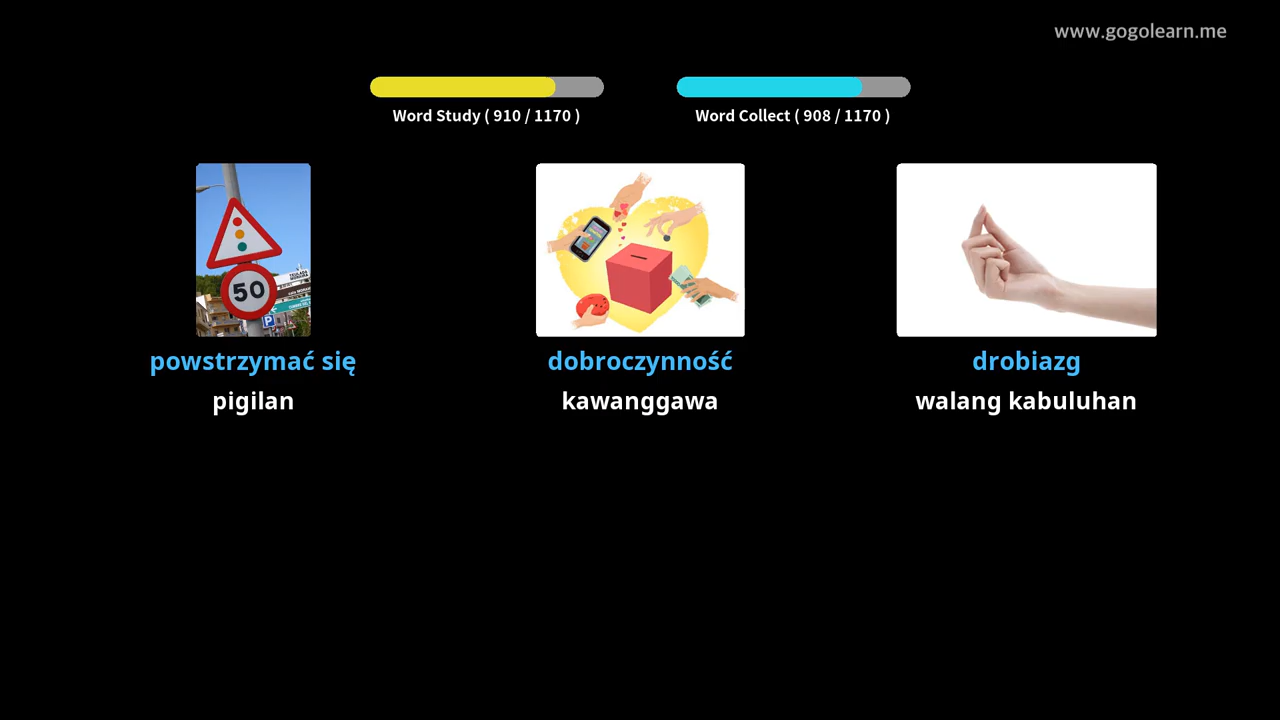 www.gogolearn.me
Word Study ( 910 / 1170 )
Word Collect ( 908 / 1170 )
50
P
powstrzymać się
dobroczynność
drobiazg
pigilan
kawanggawa
walang kabuluhan